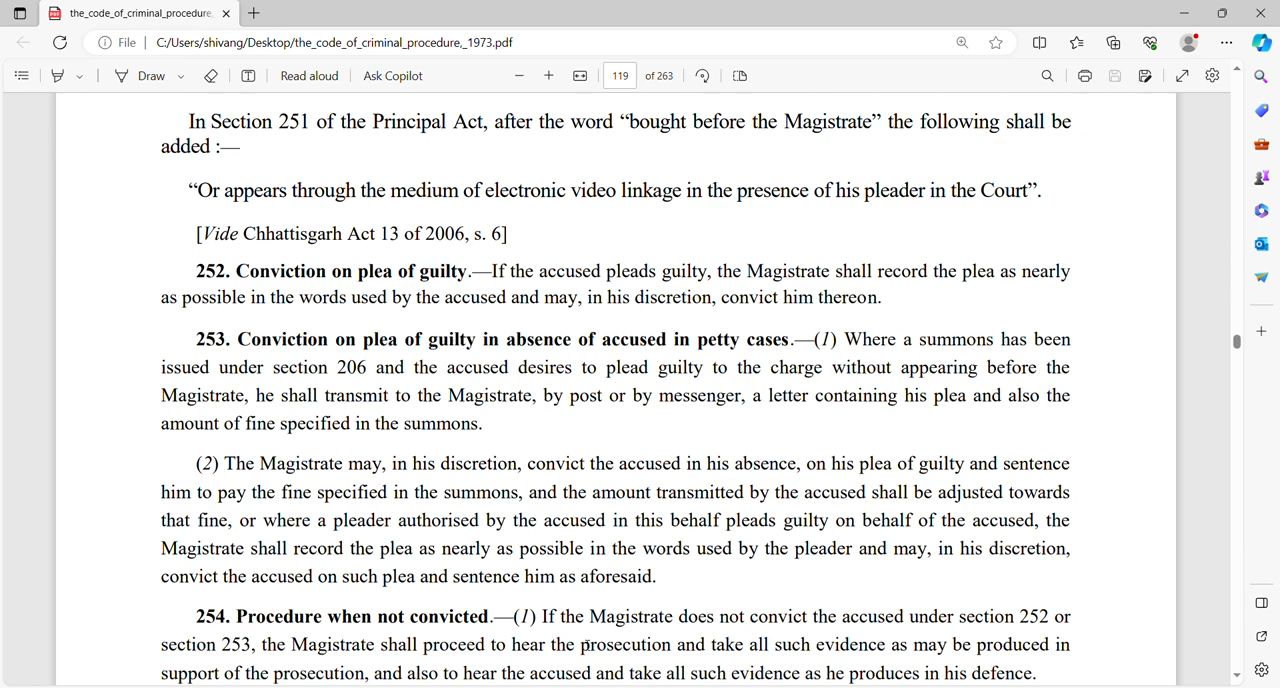 the_code_of_criminal_procedure,
File
C:/Users/shivang/Desktop/the_code_of_criminal_procedure,_1973.pdf
Draw
Read aloud
Ask Copilot
119
of 263
In Section 251 of the Principal Act, after the word “bought before the Magistrate” the following shall be
added :—
“Or appears through the medium of electronic video linkage in the presence of his pleader in the Court”.
[Vide Chhattisgarh Act 13 of 2006, s. 6]
252. Conviction on plea of guilty.—If the accused pleads guilty, the Magistrate shall record the plea as nearly
as possible in the words used by the accused and may, in his discretion, convict him thereon.
253. Conviction on plea of guilty in absence of accused in petty cases.—(1) Where a summons has been
issued under section 206 and the accused desires to plead guilty to the charge without appearing before the
Magistrate, he shall transmit to the Magistrate, by post or by messenger, a letter containing his plea and also the
amount of fine specified in the summons.
(2) The Magistrate may, in his discretion, convict the accused in his absence, on his plea of guilty and sentence
him to pay the fine specified in the summons, and the amount transmitted by the accused shall be adjusted towards
that fine, or where a pleader authorised by the accused in this behalf pleads guilty on behalf of the accused, the
Magistrate shall record the plea as nearly as possible in the words used by the pleader and may, in his discretion,
convict the accused on such plea and sentence him as aforesaid.
254. Procedure when not convicted.—(1) If the Magistrate does not convict the accused under section 252 or
section 253, the Magistrate shall proceed to hear the prosecution and take all such evidence as may be produced in
support of the prosecution, and also to hear the accused and take all such evidence as he produces in his defence.